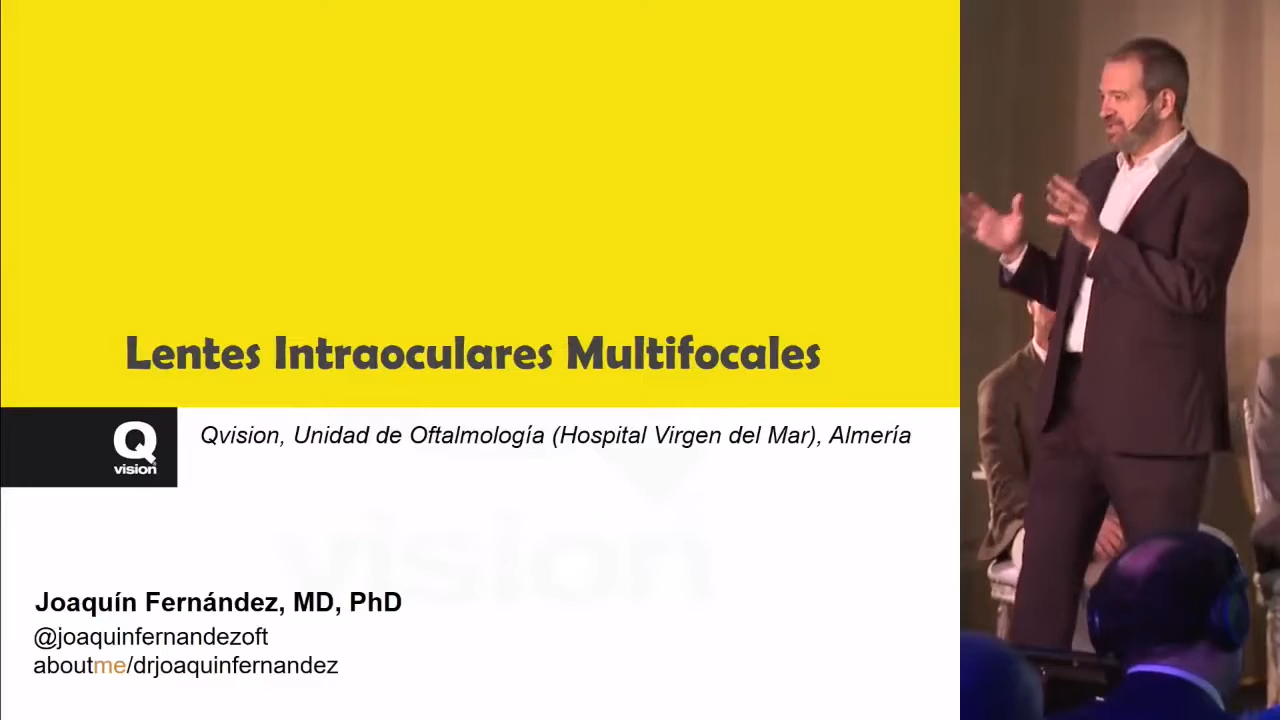 Lentes Intraoculares Multifocales
Q
vision
Qvision, Unidad de Oftalmología (Hospital Virgen del Mar), Almería
vision
Joaquín Fernández, MD, PhD
@joaquinfernandezoft
aboutme/drjoaquinfernandez